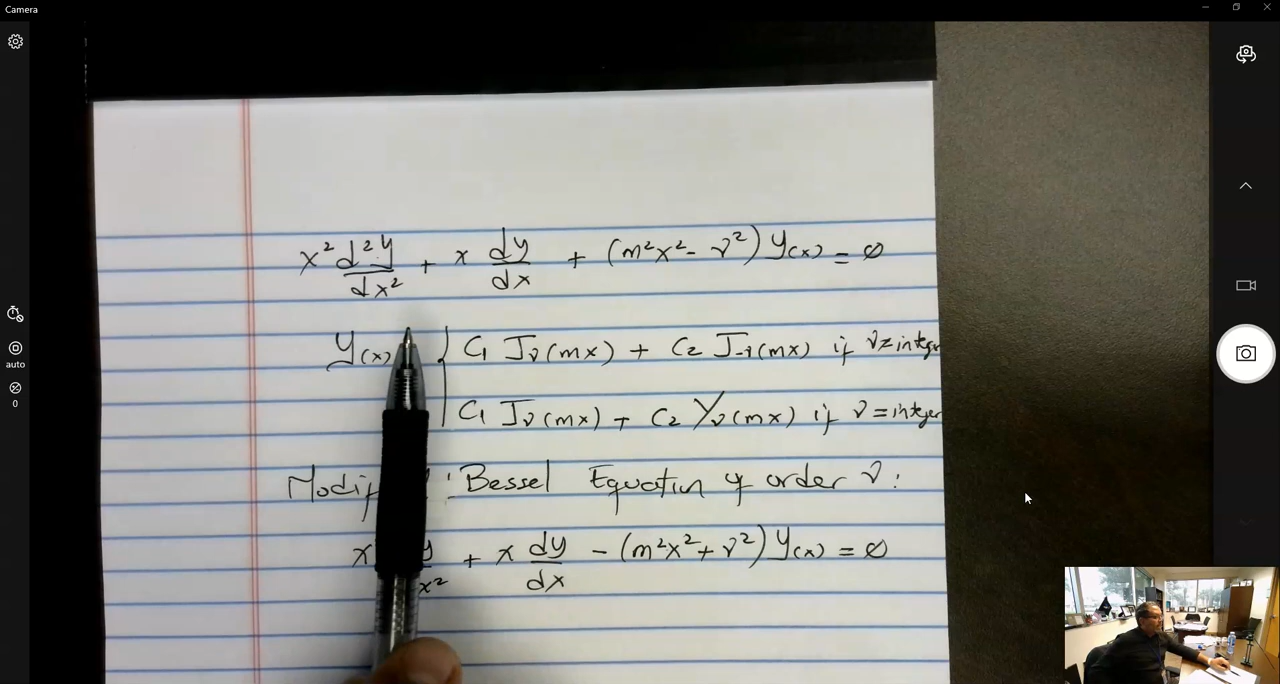 Camera
x² d²y/dx² + x dy/dx + (m²x² - ν²) y(x) = ∅
y(x) { C₁ Jν(mx) + C₂ J-ν(mx) if ν≠integer
C₁ Jν(mx) + C₂ Yν(mx) if ν = integer
Bessel Equation of order ν:
+ x dy/dx - (m²x² + ν²) y(x) = ∅
auto
0